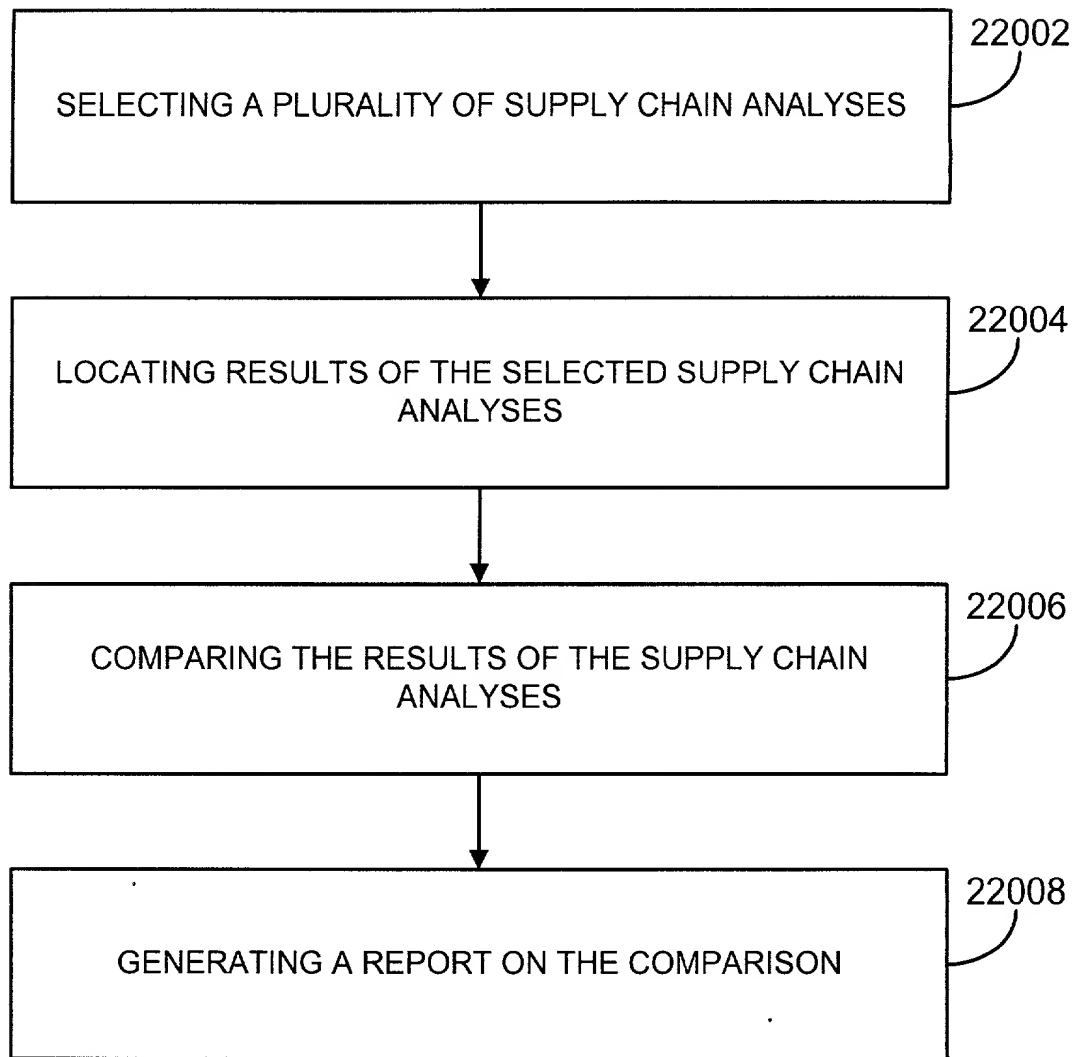 22002
SELECTING A PLURALITY OF SUPPLY CHAIN ANALYSES
22004
LOCATING RESULTS OF THE SELECTED SUPPLY CHAIN
ANALYSES
22006
COMPARING THE RESULTS OF THE SUPPLY CHAIN
ANALYSES
22008
GENERATING A REPORT ON THE COMPARISON